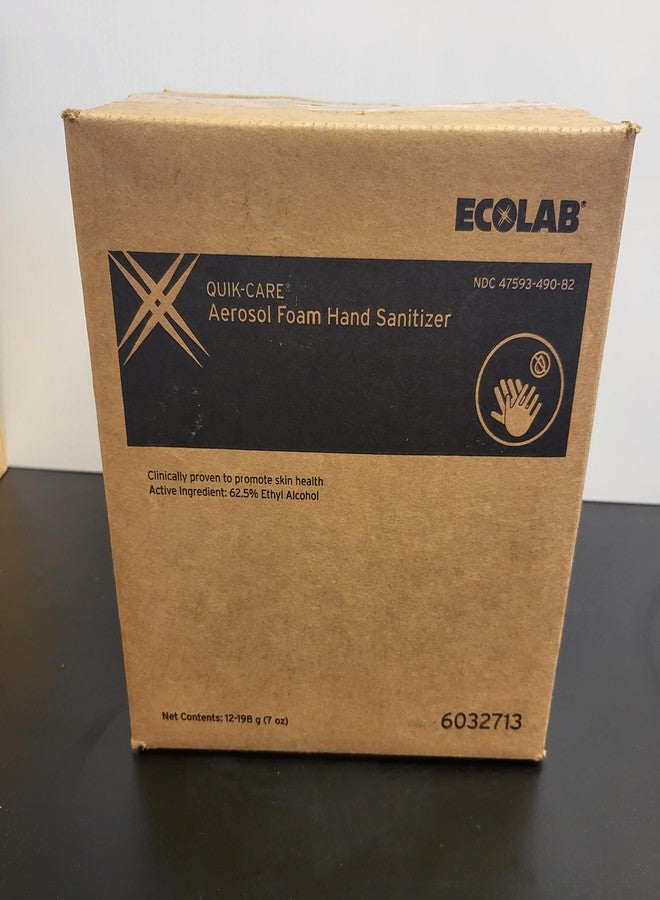 ECOLAB®
QUIK-CARE®
NDC 47593-490-82
Aerosol Foam Hand Sanitizer
Clinically proven to promote skin health
Active Ingredient: 62.5% Ethyl Alcohol
Net Contents: 12-198 g (7 oz)
6032713